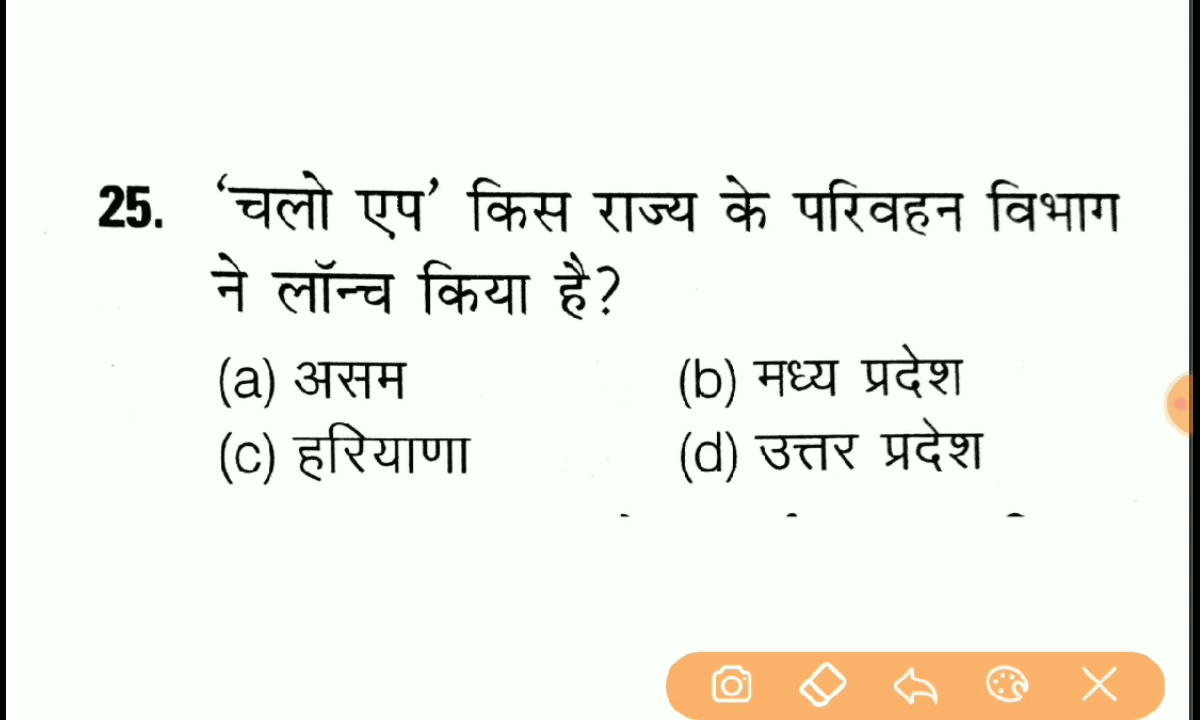 25. ‘चलो एप’ किस राज्य के परिवहन विभाग
ने लॉन्च किया है?
(a) असम (b) मध्य प्रदेश
(c) हरियाणा (d) उत्तर प्रदेश